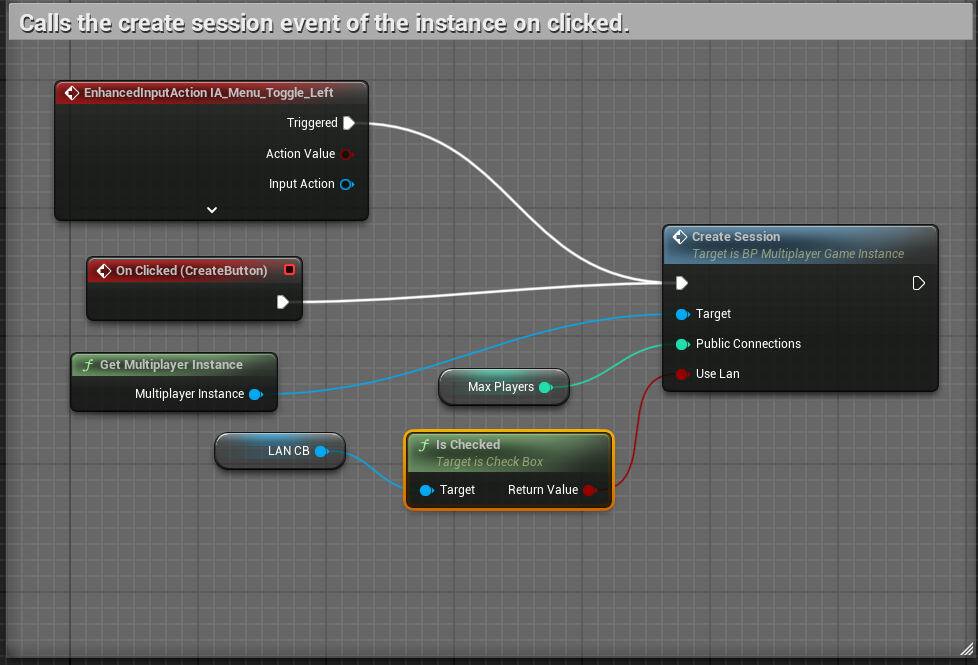 Calls the create session event of the instance on clicked.
EnhancedInputAction IA_Menu_Toggle_Left
Triggered
Action Value
Input Action
On Clicked (CreateButton)
Get Multiplayer Instance
Multiplayer Instance
LAN CB
Max Players
Is Checked
Target is Check Box
Target Return Value
Create Session
Target is BP Multiplayer Game Instance
Target
Public Connections
Use Lan